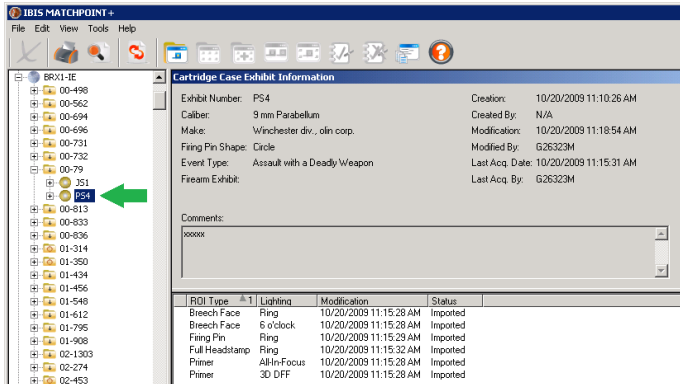 IBIS MATCHPOINT+
File Edit View Tools Help
BRX1-IE
00-498
00-562
00-694
00-696
00-731
00-732
00-79
JS1
PS4
00-813
00-833
00-836
01-314
01-350
01-434
01-456
01-548
01-612
01-795
01-908
02-1303
02-274
02-453
Cartridge Case Exhibit Information
Exhibit Number: PS4 Creation: 10/20/2009 11:10:26 AM
Caliber: 9 mm Parabellum Created By: N/A
Make: Winchester div., olin corp. Modification: 10/20/2009 11:18:54 AM
Firing Pin Shape: Circle Modified By: G26323M
Event Type: Assault with a Deadly Weapon Last Acq. Date: 10/20/2009 11:15:31 AM
Firearm Exhibit: Last Acq. By: G26323M
Comments:
xxxxx
ROI Type 1 Lighting Modification Status
Breech Face Ring 10/20/2009 11:15:28 AM Imported
Breech Face 6 o'clock 10/20/2009 11:15:28 AM Imported
Firing Pin Ring 10/20/2009 11:15:29 AM Imported
Full Headstamp Ring 10/20/2009 11:15:32 AM Imported
Primer All-In-Focus 10/20/2009 11:15:28 AM Imported
Primer 3D DFF 10/20/2009 11:15:28 AM Imported